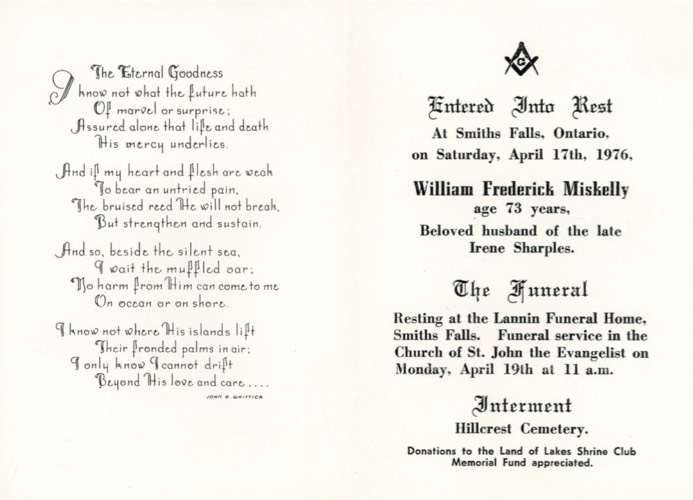 The Eternal Goodness
I know not what the future hath
Of marvel or surprise;
Assured alone that life and death
His mercy underlies.
And if my heart and flesh are weak
To bear an untried pain,
The bruised reed He will not break,
But strengthen and sustain.
And so, beside the silent sea,
I wait the muffled oar;
No harm from Him can come to me
On ocean or on shore.
I know not where His islands lift
Their fronded palms in air;
I only know I cannot drift
Beyond His love and care....
JOHN G. WHITTIER
G
Entered Into Rest
At Smiths Falls, Ontario,
on Saturday, April 17th, 1976,
William Frederick Miskelly
age 73 years,
Beloved husband of the late
Irene Sharples.
The Funeral
Resting at the Lannin Funeral Home,
Smiths Falls. Funeral service in the
Church of St. John the Evangelist on
Monday, April 19th at 11 a.m.
Interment
Hillcrest Cemetery.
Donations to the Land of Lakes Shrine Club
Memorial Fund appreciated.